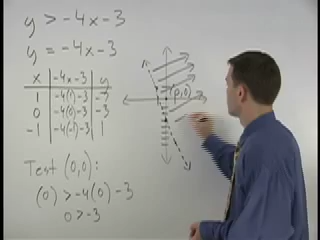 y > -4x - 3
y = -4x - 3
x | -4x-3 | y
1 | -4(1)-3 | -7
0 | -4(0)-3 | -3
-1 | -4(-1)-3 | 1
Test (0,0):
(0) > -4(0) - 3
0 > -3
(0,0)